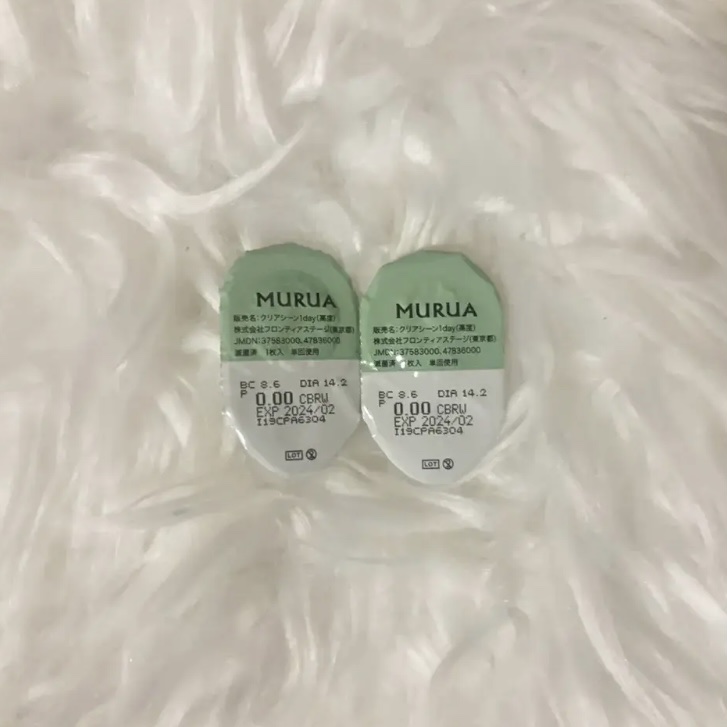 MURUA
販売名:クリアシーン1day(高度)
株式会社フロンティアステージ(東京都)
JMDN:37583000,47836000
滅菌済 1枚入 単回使用
BC 8.6 DIA 14.2
P 0.00 CBRW
EXP 2024/02
I19CPA6304
LOT
MURUA
販売名:クリアシーン1day(高度)
株式会社フロンティアステージ(東京都)
JMDN:37583000,47836000
滅菌済 枚入 単回使用
BC 8.6 DIA 14.2
P 0.00 CBRW
EXP 2024/02
I19CPA6304
LOT